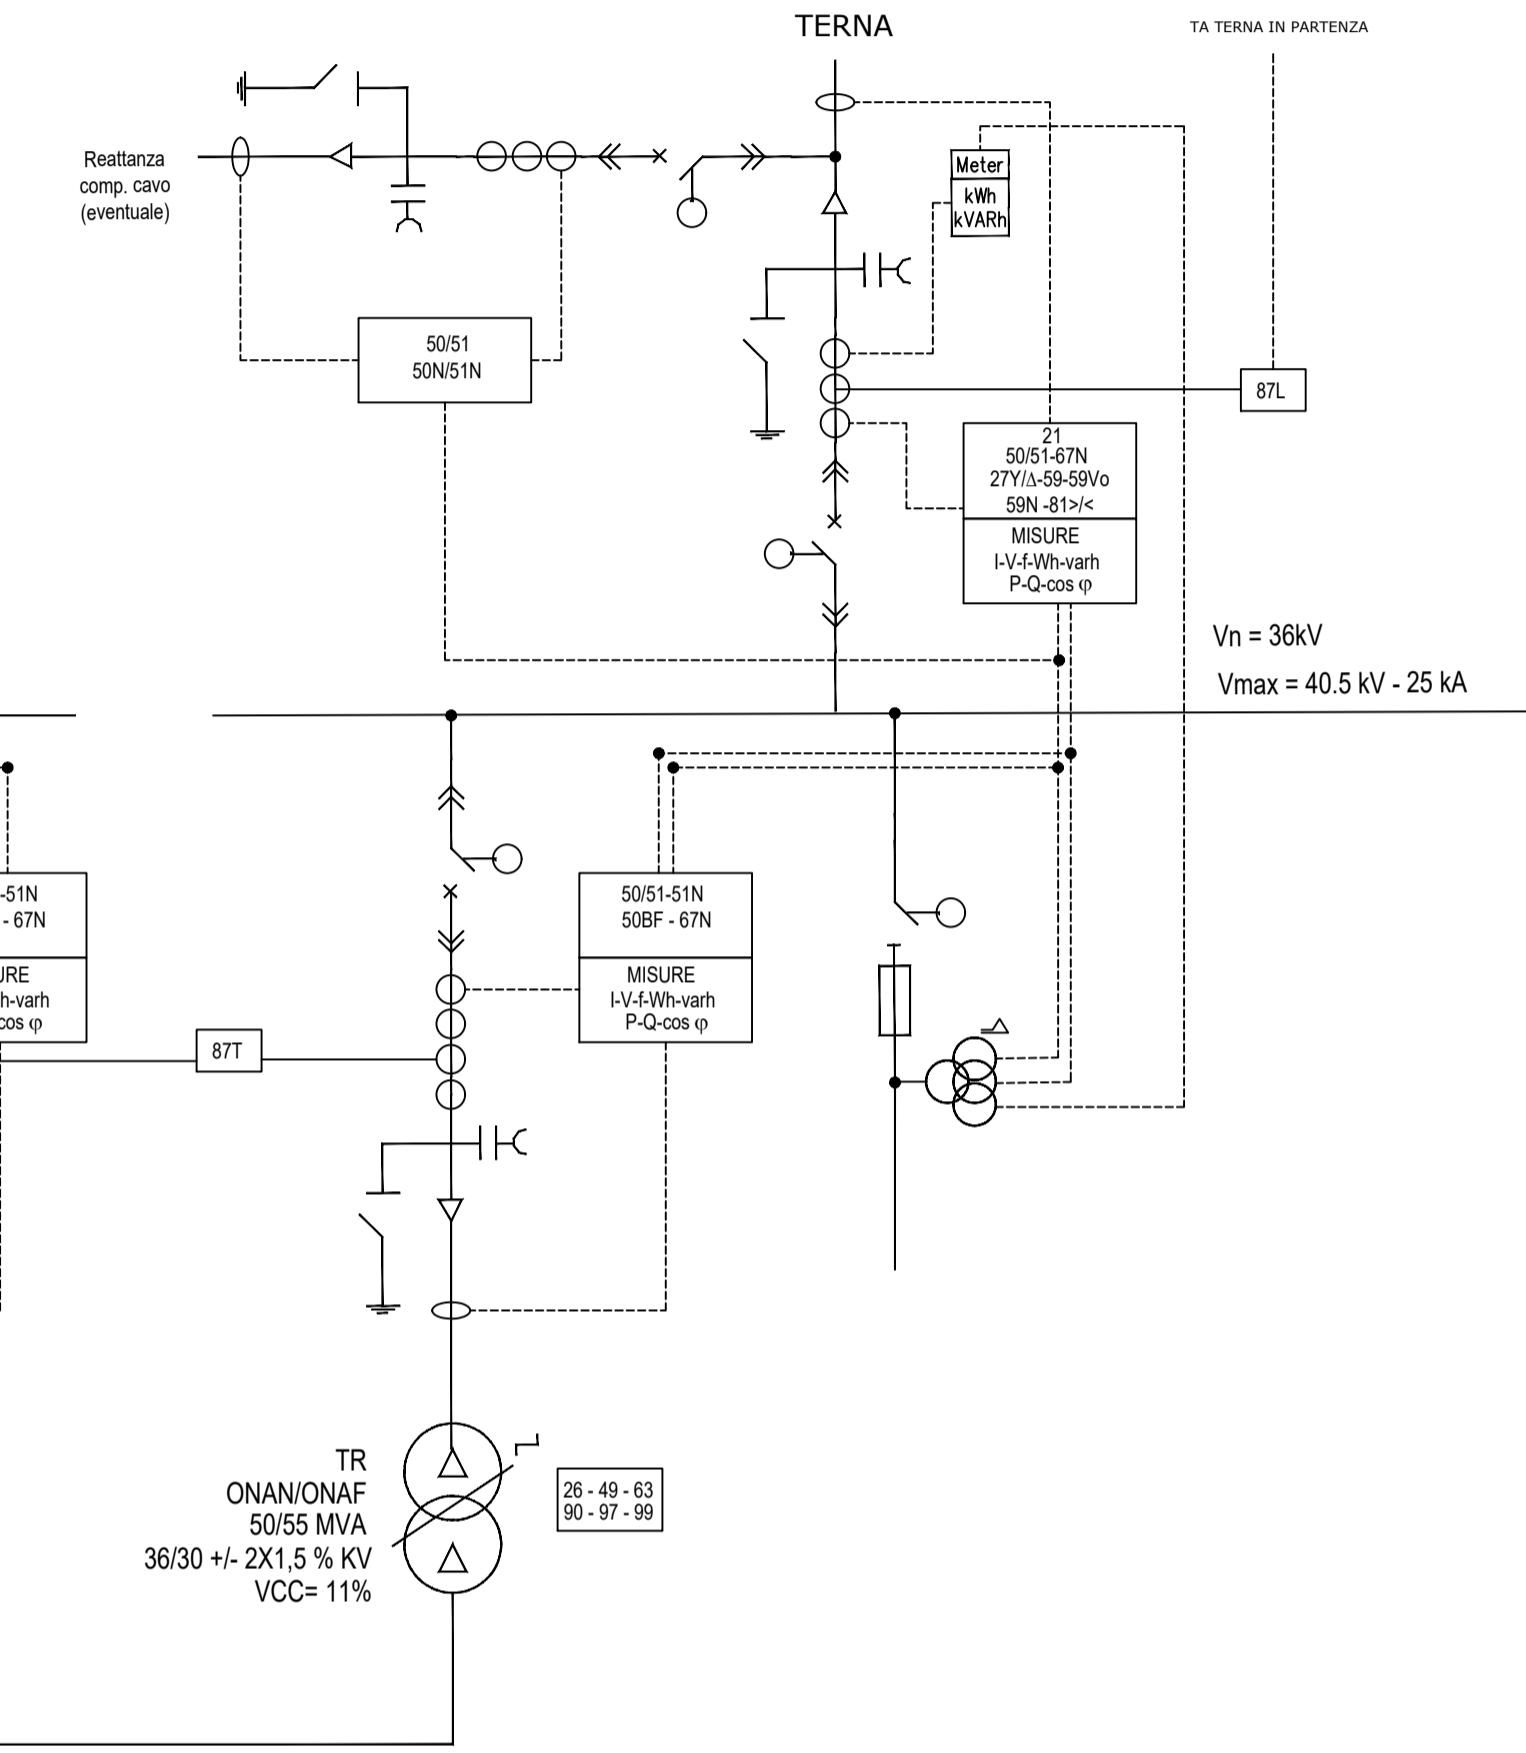 TERNA
TA TERNA IN PARTENZA
Reattanza
comp. cavo
(eventuale)
Meter
kWh
kVARh
50/51
50N/51N
87L
21
50/51-67N
27Y/Δ-59-59Vo
59N -81>/<
MISURE
I-V-f-Wh-varh
P-Q-cos φ
Vn = 36kV
Vmax = 40.5 kV - 25 kA
-51N
- 67N
URE
h-varh
cos φ
50/51-51N
50BF - 67N
MISURE
I-V-f-Wh-varh
P-Q-cos φ
87T
TR
ONAN/ONAF
50/55 MVA
36/30 +/- 2X1,5 % KV
VCC= 11%
26 - 49 - 63
90 - 97 - 99